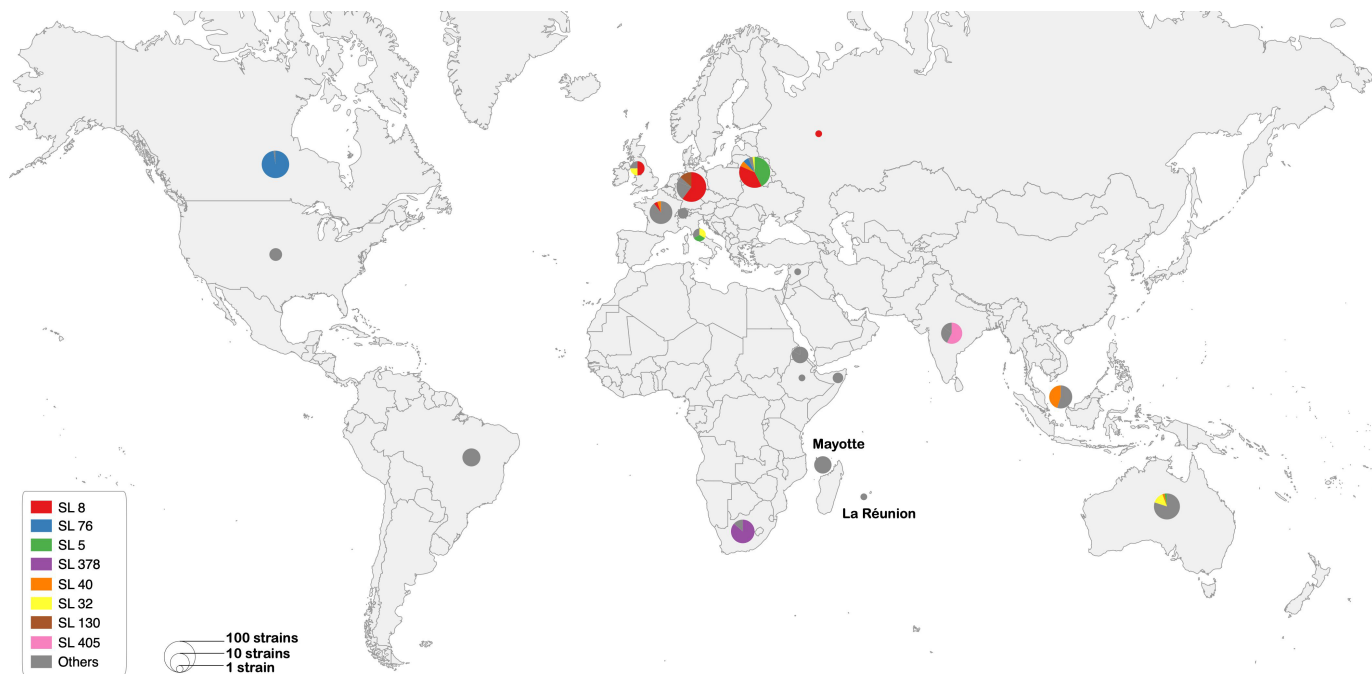 Mayotte
La Réunion
SL 8
SL 76
SL 5
SL 378
SL 40
SL 32
SL 130
SL 405
Others
100 strains
10 strains
1 strain